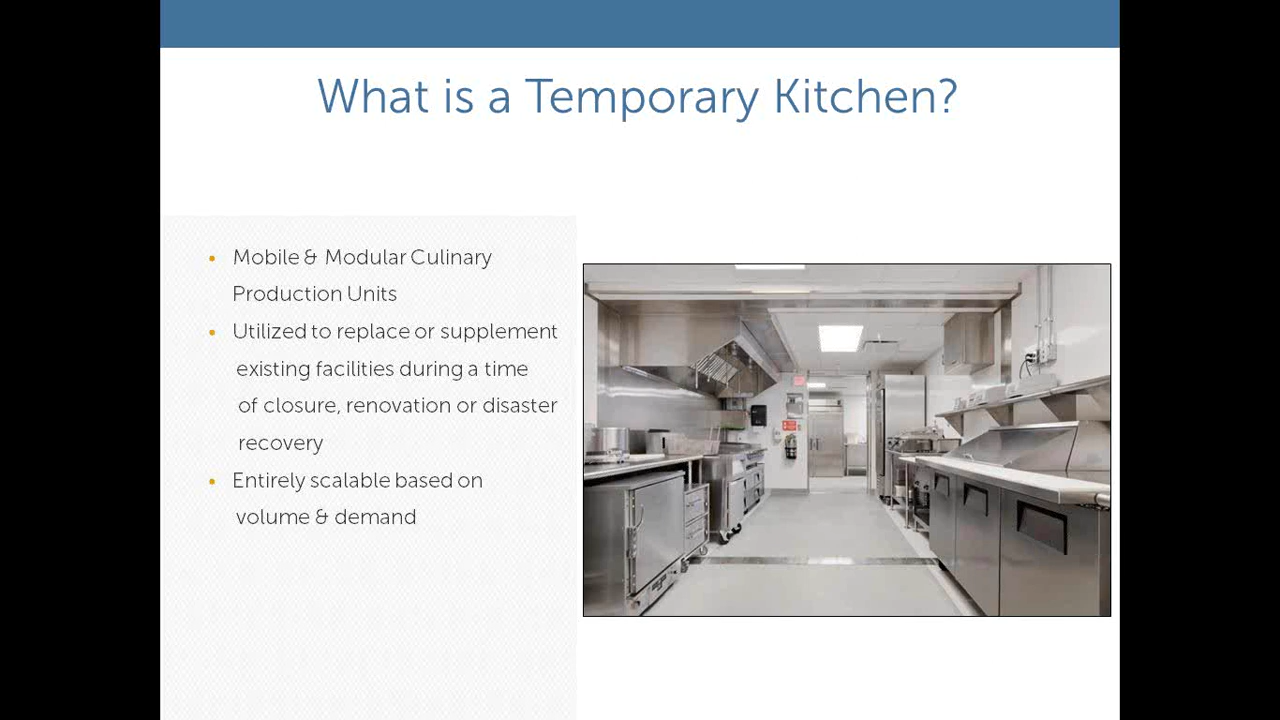 What is a Temporary Kitchen?
• Mobile & Modular Culinary
Production Units
• Utilized to replace or supplement
existing facilities during a time
of closure, renovation or disaster
recovery
• Entirely scalable based on
volume & demand